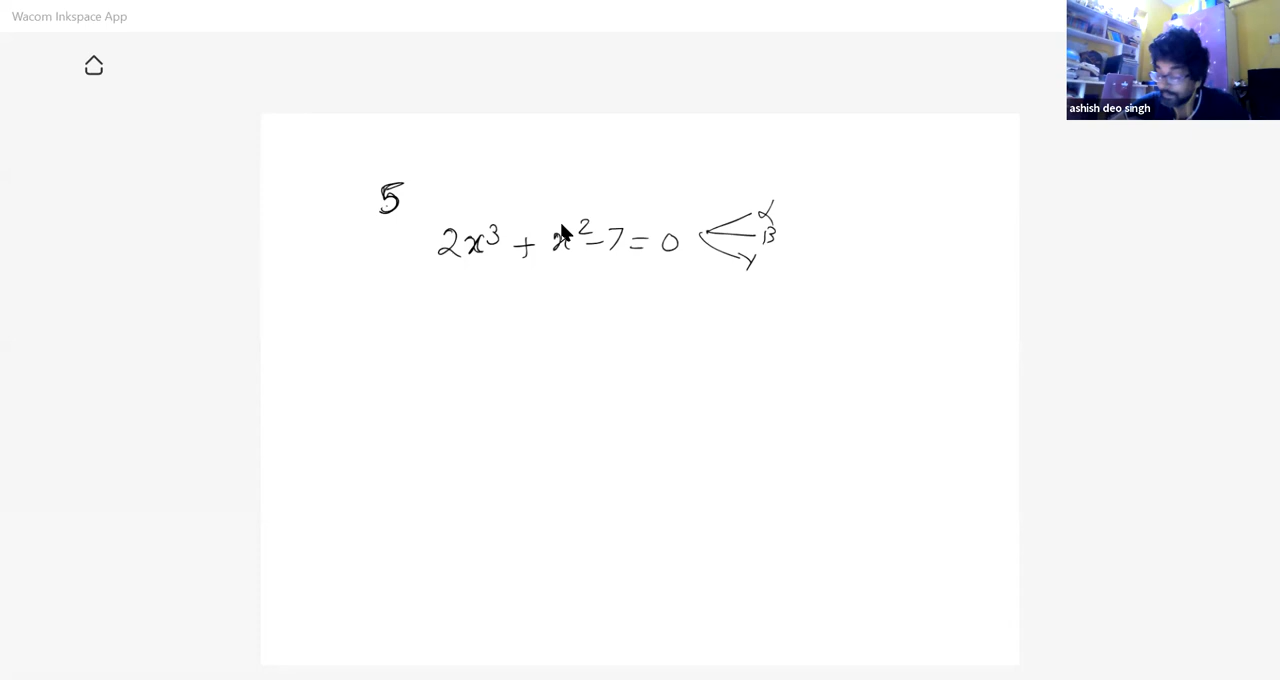 Wacom Inkspace App
ashish deo singh
5
2x³ + x² - 7 = 0
α
β
γ